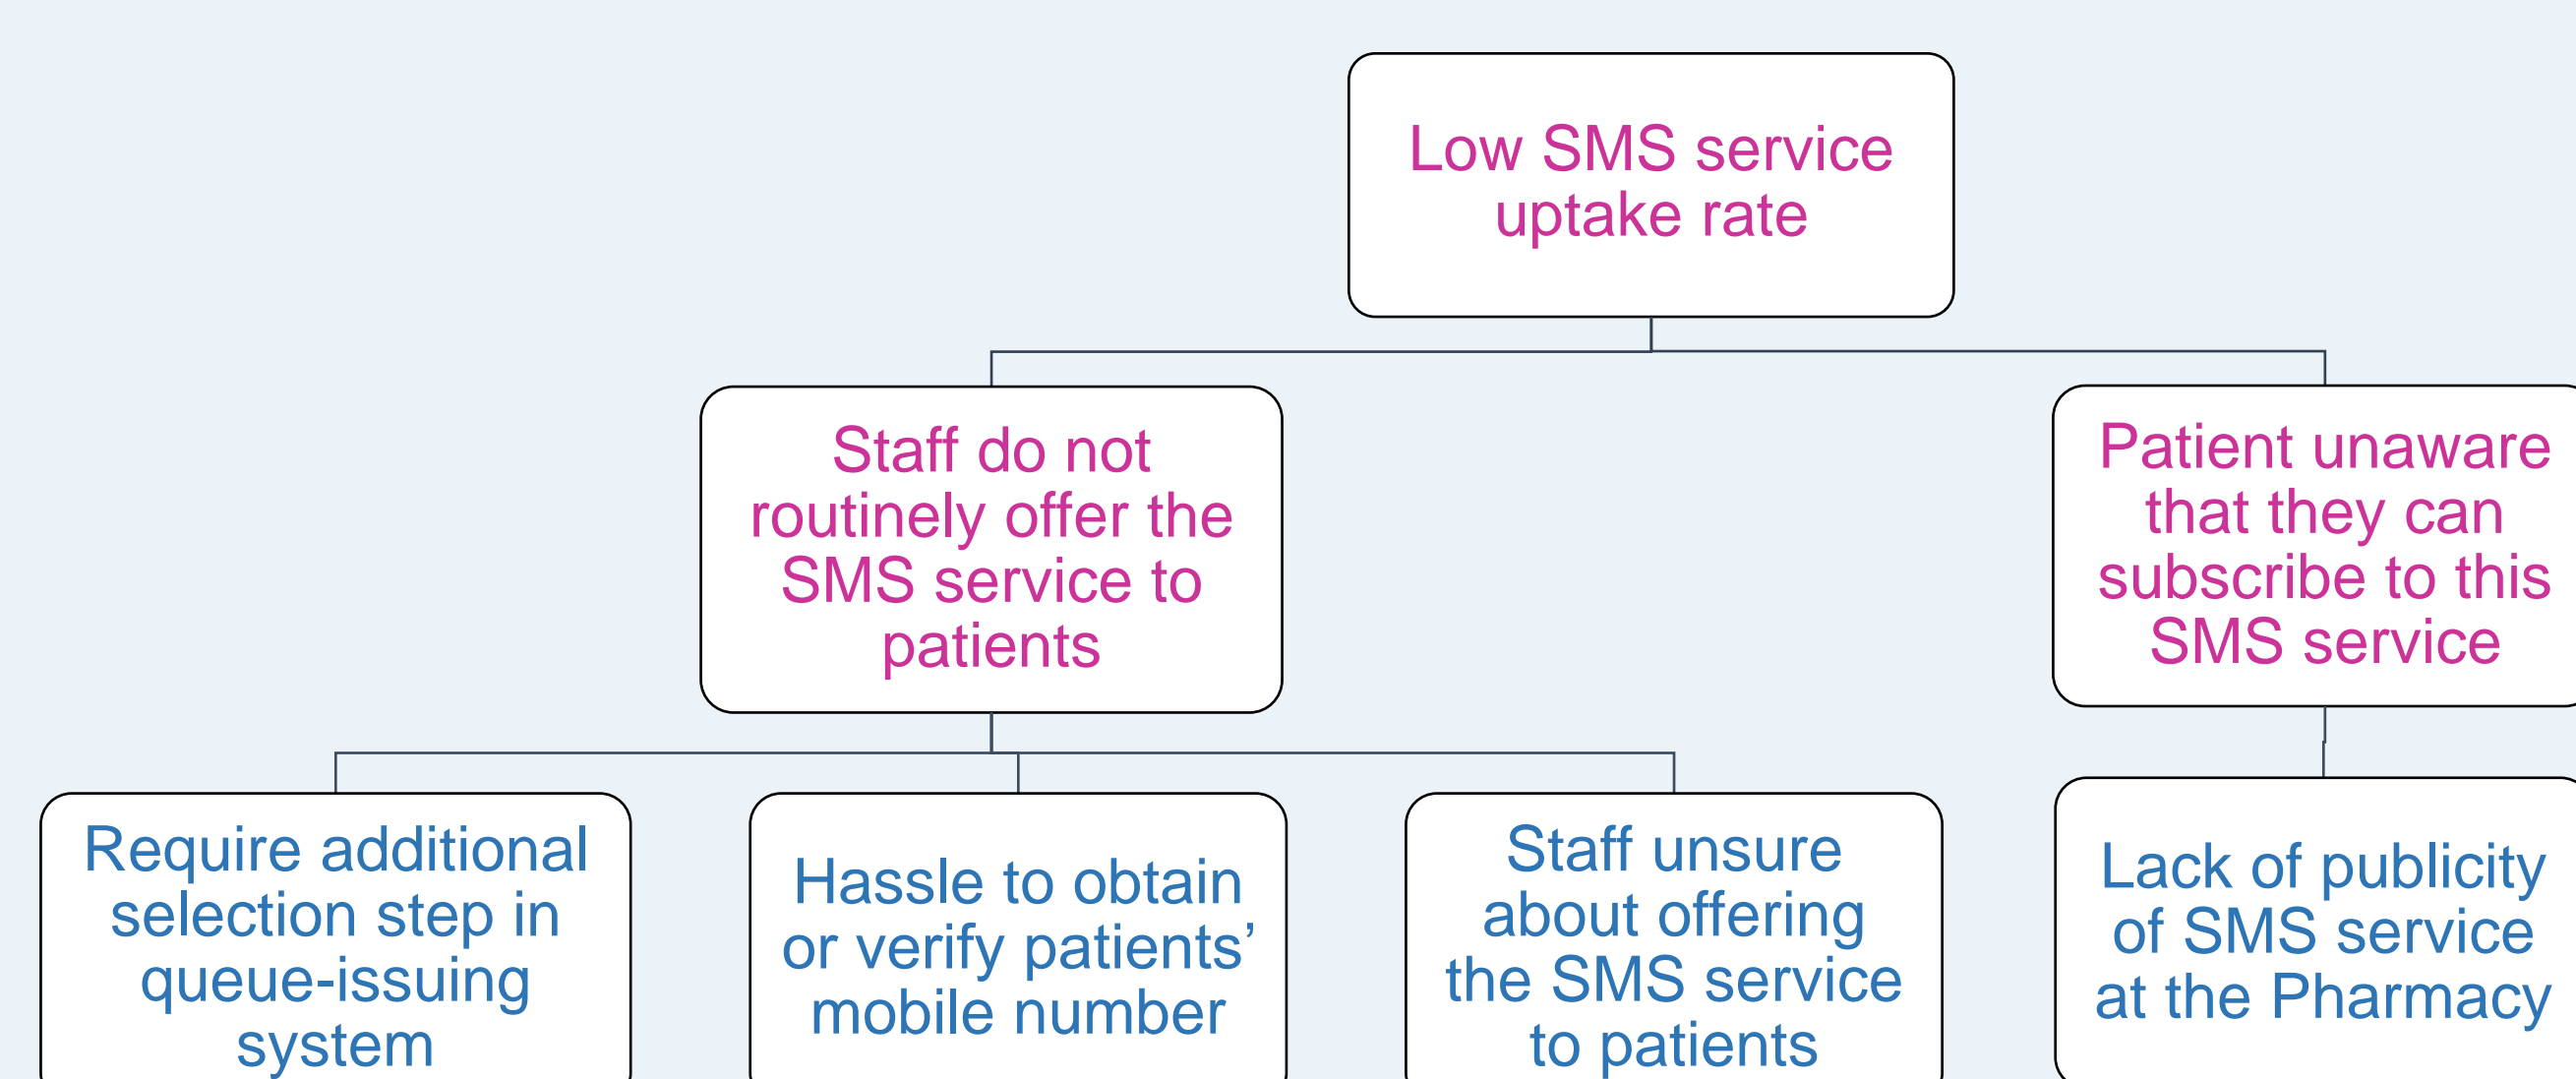 Low SMS service
uptake rate
Staff do not
routinely offer the
SMS service to
patients
Patient unaware
that they can
subscribe to this
SMS service
Require additional
selection step in
queue-issuing
system
Hassle to obtain
or verify patients’
mobile number
Staff unsure
about offering
the SMS service
to patients
Lack of publicity
of SMS service
at the Pharmacy